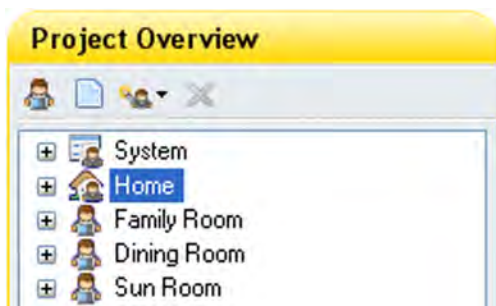 Project Overview
System
Home
Family Room
Dining Room
Sun Room